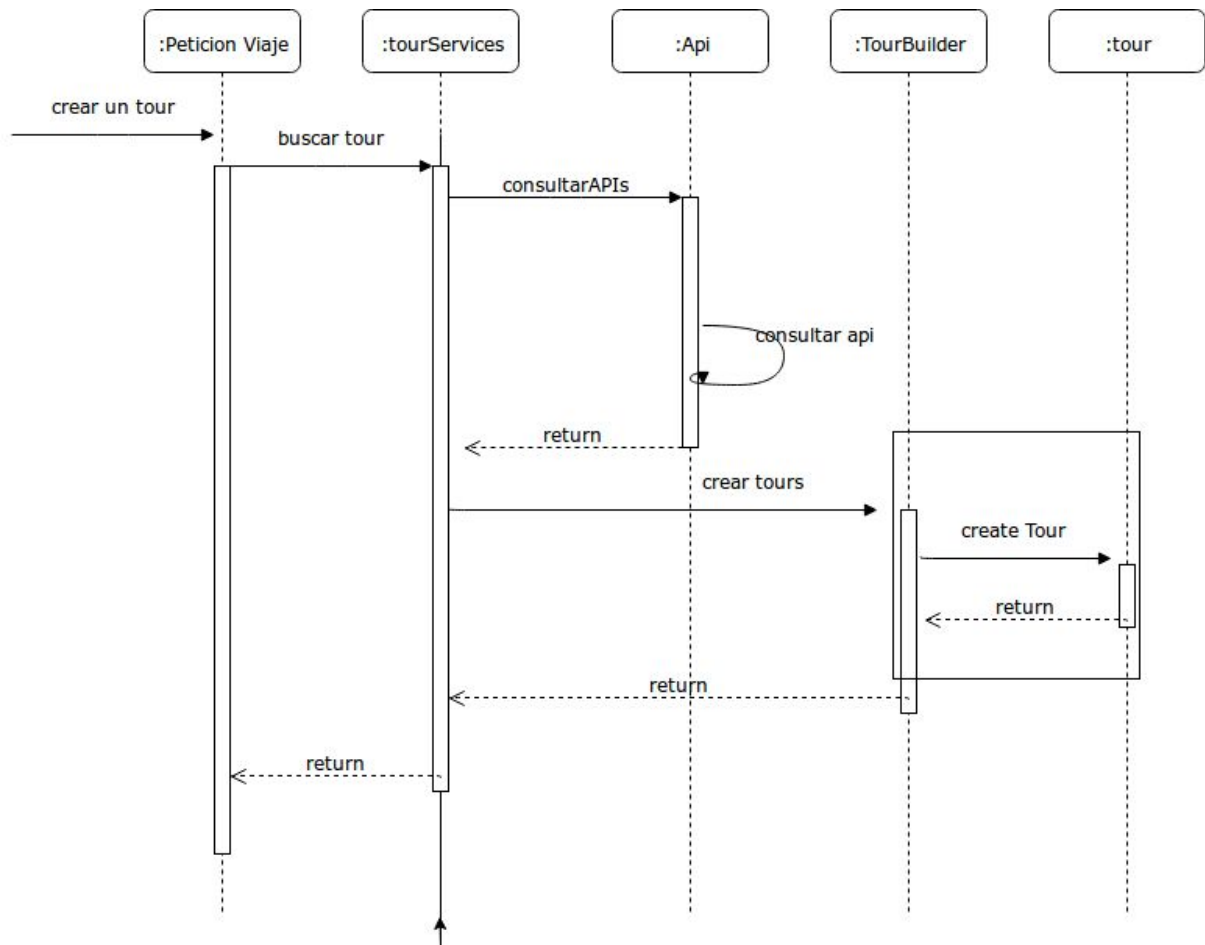 :Peticion Viaje
:tourServices
:Api
:TourBuilder
:tour
crear un tour
buscar tour
consultarAPIs
consultar api
return
crear tours
create Tour
return
return
return